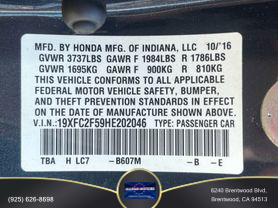 MFD. BY HONDA MFG. OF INDIANA, LLC 10/'16
GVWR 3737LBS GAWR F 1984LBS R 1786LBS
GVWR 1695KG GAWR F 900KG R 810KG
THIS VEHICLE CONFORMS TO ALL APPLICABLE
FEDERAL MOTOR VEHICLE SAFETY, BUMPER,
AND THEFT PREVENTION STANDARDS IN EFFECT
ON THE DATE OF MANUFACTURE SHOWN ABOVE.
V.I.N.:19XFC2F59HE202046 TYPE: PASSENGER CAR
TBA H LC7 -B607M -B -E
(925) 626-8698
6240 Brentwood Blvd.
Brentwood, CA 94513